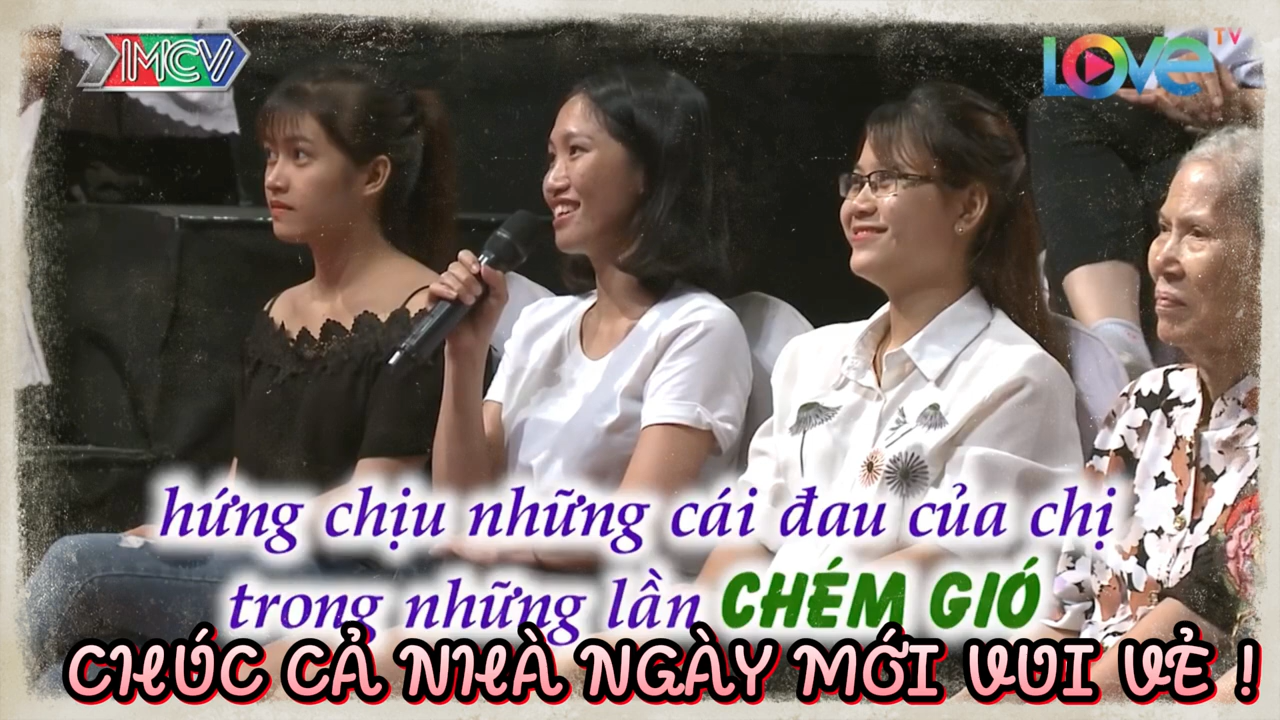 MCV
LOVE TV
hứng chịu những cái đau của chị
trong những lần CHÉM GIÓ
CHÚC CẢ NHÀ NGÀY MỚI VUI VẺ !